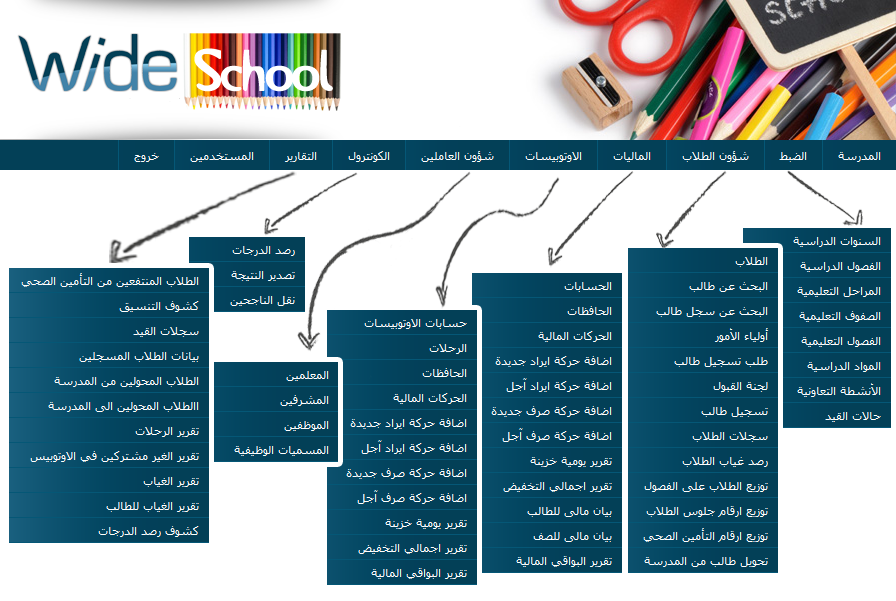 Wide School
SCHO
المدرسة
الضبط
شؤون الطلاب
الماليات
الاوتوبيسات
شؤون العاملين
الكونترول
التقارير
المستخدمين
خروج
السنوات الدراسية
الفصول الدراسية
المراحل التعليمية
الصفوف التعليمية
الفصول التعليمية
المواد الدراسية
الأنشطة التعاونية
حالات القيد
الطلاب
البحث عن طالب
البحث عن سجل طالب
أولياء الأمور
طلب تسجيل طالب
لجنة القبول
تسجيل طالب
سجلات الطلاب
رصد غياب الطلاب
توزيع الطلاب على الفصول
توزيع ارقام جلوس الطلاب
توزيع ارقام التأمين الصحي
تحويل طالب من المدرسة
الحسابات
الحافظات
الحركات المالية
اضافة حركة ايراد جديدة
اضافة حركة ايراد آجل
اضافة حركة صرف جديدة
اضافة حركة صرف آجل
تقرير يومية خزينة
تقرير اجمالي التخفيض
بيان مالى للطالب
بيان مالى للصف
تقرير البواقي المالية
حسابات الاوتوبيسات
الرحلات
الحافظات
الحركات المالية
اضافة حركة ايراد جديدة
اضافة حركة ايراد آجل
اضافة حركة صرف جديدة
اضافة حركة صرف آجل
تقرير يومية خزينة
تقرير اجمالي التخفيض
تقرير البواقي المالية
المعلمين
المشرفين
الموظفين
المسميات الوظيفية
رصد الدرجات
تصدير النتيجة
نقل الناجحين
الطلاب المنتفعين من التأمين الصحي
كشوف التنسيق
سجلات القيد
بيانات الطلاب المسجلين
الطلاب المحولين من المدرسة
االطلاب المحولين الى المدرسة
تقرير الرحلات
تقرير الغير مشتركين في الاوتوبيس
تقرير الغياب
تقرير الغياب للطالب
كشوف رصد الدرجات